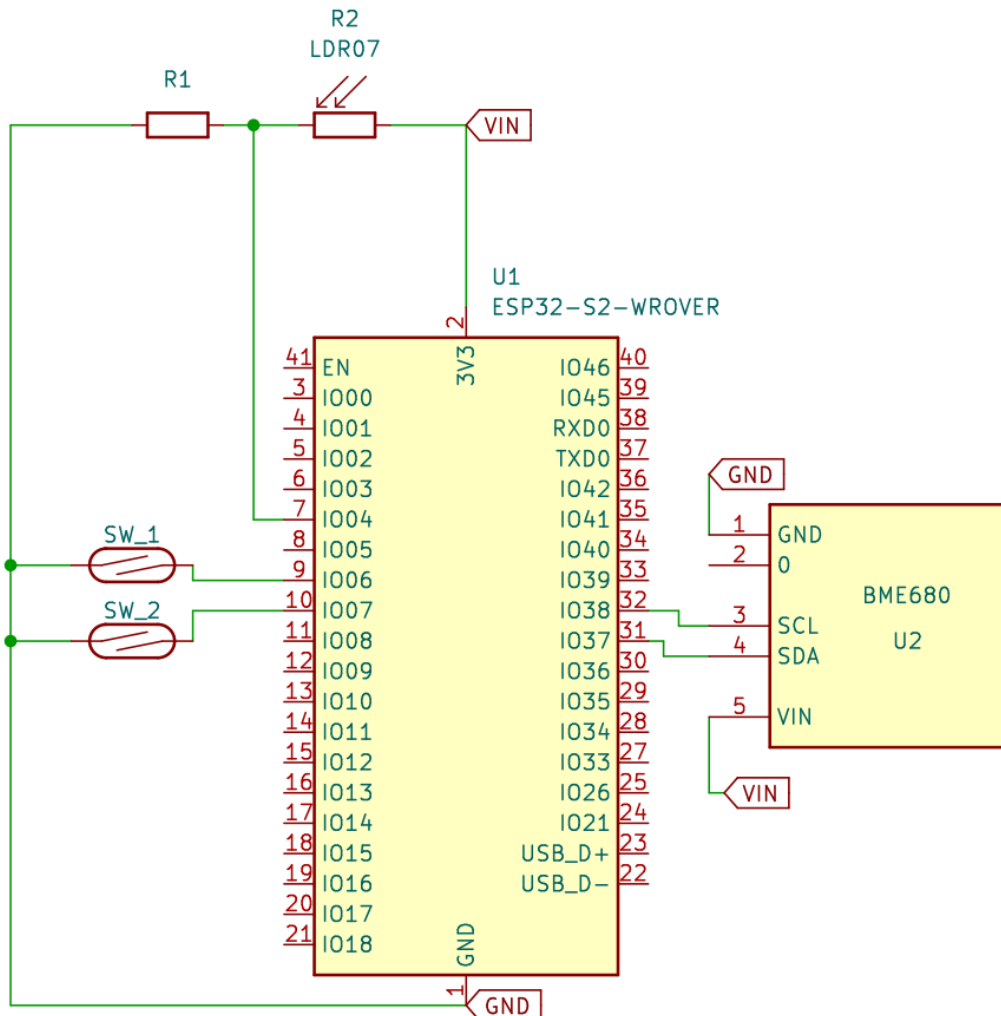 R2
LDR07
R1
VIN
U1
ESP32-S2-WROVER
2
3V3
41 EN
3 IO00
4 IO01
5 IO02
6 IO03
7 IO04
8 IO05
9 IO06
10 IO07
11 IO08
12 IO09
13 IO10
14 IO11
15 IO12
16 IO13
17 IO14
18 IO15
19 IO16
20 IO17
21 IO18
IO46 40
IO45 39
RXD0 38
TXD0 37
IO42 36
IO41 35
IO40 34
IO39 33
IO38 32
IO37 31
IO36 30
IO35 29
IO34 28
IO33 27
IO26 25
IO21 24
USB_D+ 23
USB_D- 22
GND
1
GND
SW_1
SW_2
GND
1 GND
2 0
3 SCL
4 SDA
5 VIN
BME680
U2
VIN